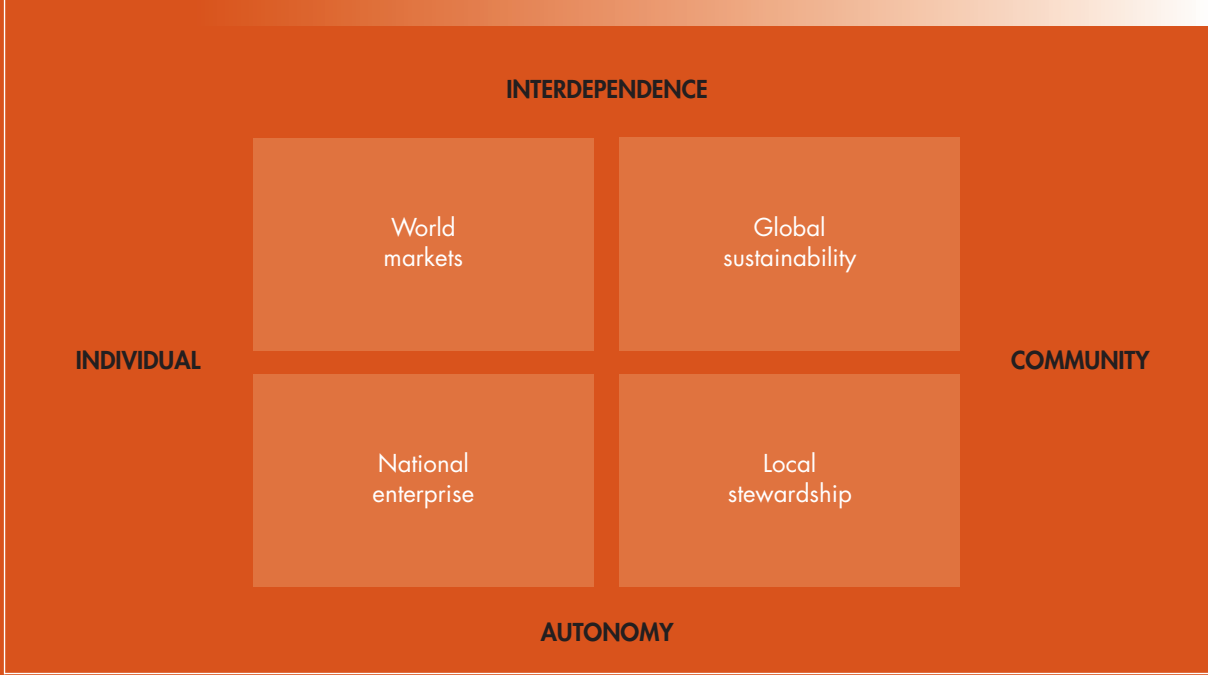 INTERDEPENDENCE
World
markets
Global
sustainability
INDIVIDUAL
COMMUNITY
National
enterprise
Local
stewardship
AUTONOMY